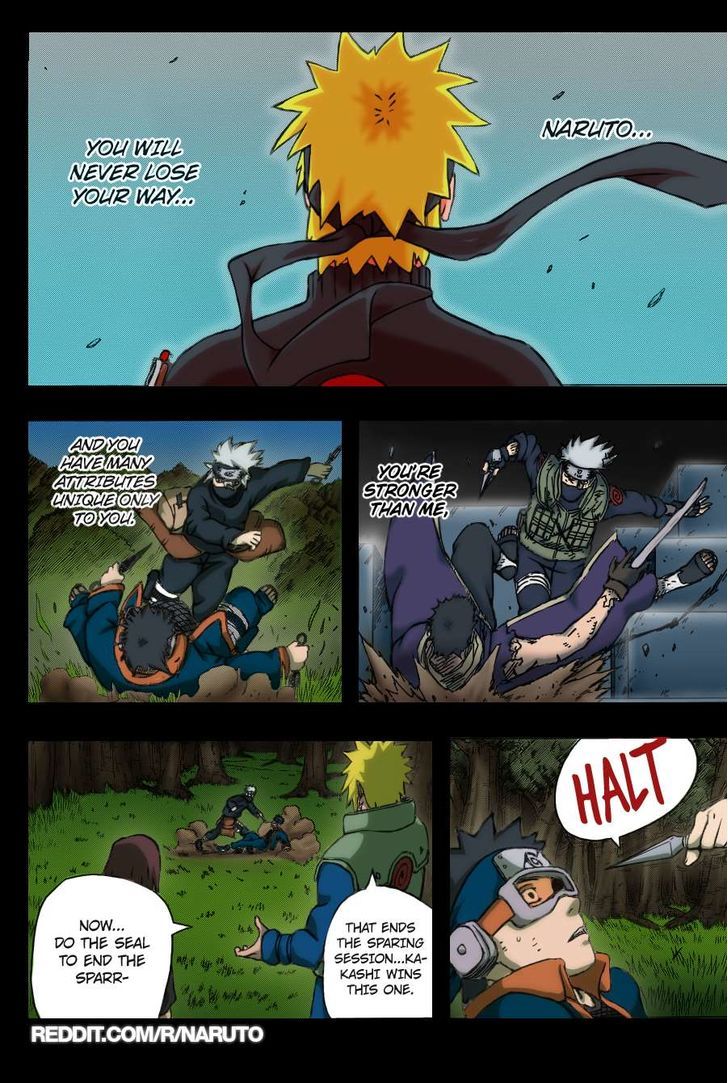 NARUTO...
YOU WILL
NEVER LOSE
YOUR WAY...
YOU'RE
STRONGER
THAN ME,
AND YOU
HAVE MANY
ATTRIBUTES
UNIQUE ONLY
TO YOU.
HALT
THAT ENDS
THE SPARING
SESSION...KA-
KASHI WINS
THIS ONE.
NOW...
DO THE SEAL
TO END THE
SPARR-
REDDIT.COM/R/NARUTO